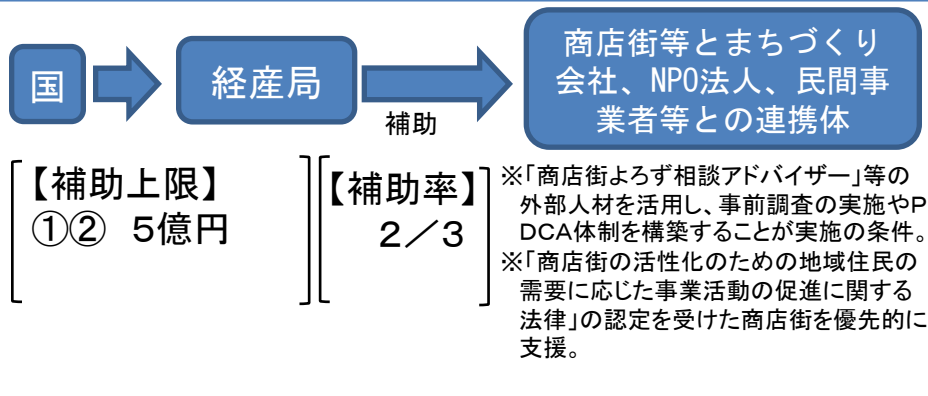 国
経産局
補助
商店街等とまちづくり
会社、NPO法人、民間事
業者等との連携体
【補助上限】
①② 5億円
【補助率】
2/3
※「商店街よろず相談アドバイザー」等の
外部人材を活用し、事前調査の実施やP
DCA体制を構築することが実施の条件。
※「商店街の活性化のための地域住民の
需要に応じた事業活動の促進に関する
法律」の認定を受けた商店街を優先的に
支援。